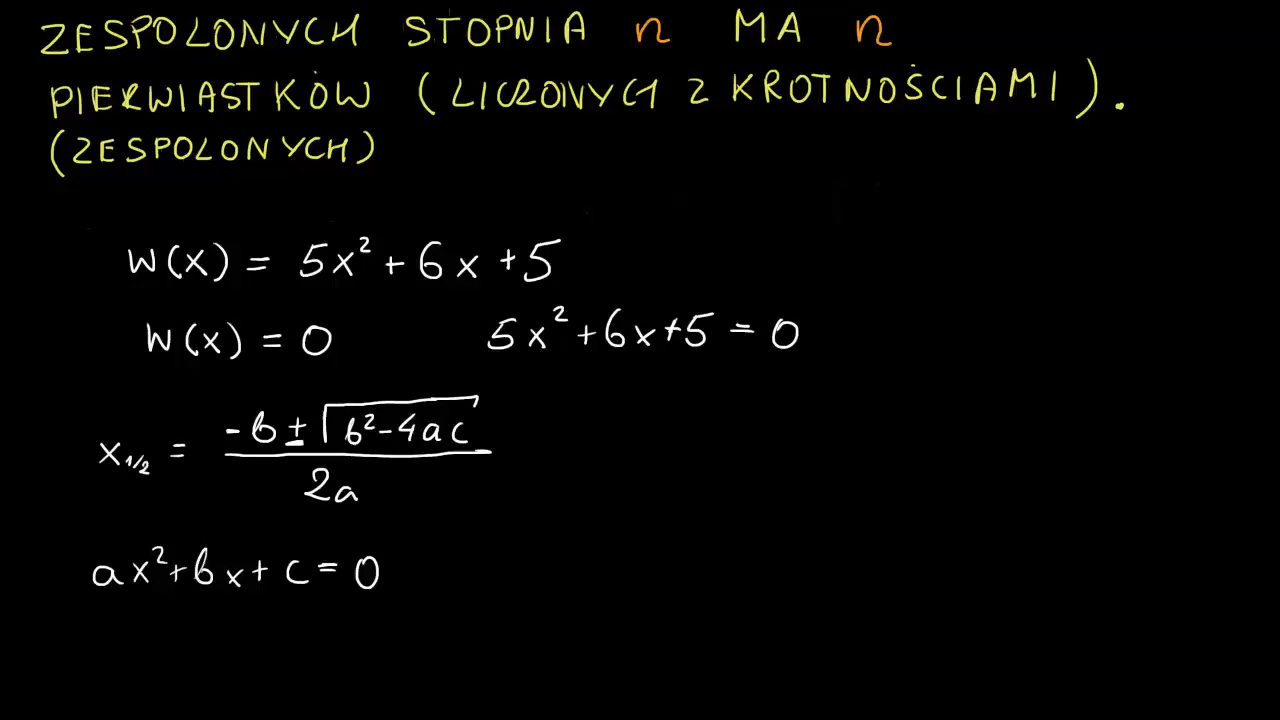 ZESPOLONYCH STOPNIA n MA n
PIERWIASTKÓW (LICZONYCH Z KROTNOŚCIAMI).
(ZESPOLONYCH)
W(x) = 5x² + 6x + 5
W(x) = 0 5x² + 6x + 5 = 0
x₁/₂ = (-b ± √(b² - 4ac)) / 2a
ax² + bx + c = 0